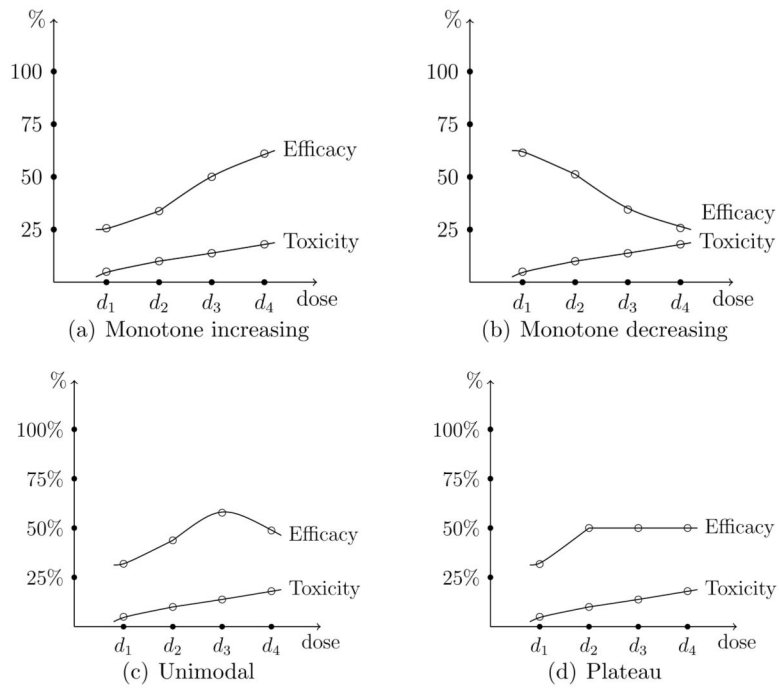 %
100
75
50
25
Efficacy
Toxicity
d₁ d₂ d₃ d₄ dose
(a) Monotone increasing
%
100
75
50
25
Efficacy
Toxicity
d₁ d₂ d₃ d₄ dose
(b) Monotone decreasing
%
100%
75%
50%
25%
Efficacy
Toxicity
d₁ d₂ d₃ d₄ dose
(c) Unimodal
%
100%
75%
50%
25%
Efficacy
Toxicity
d₁ d₂ d₃ d₄ dose
(d) Plateau